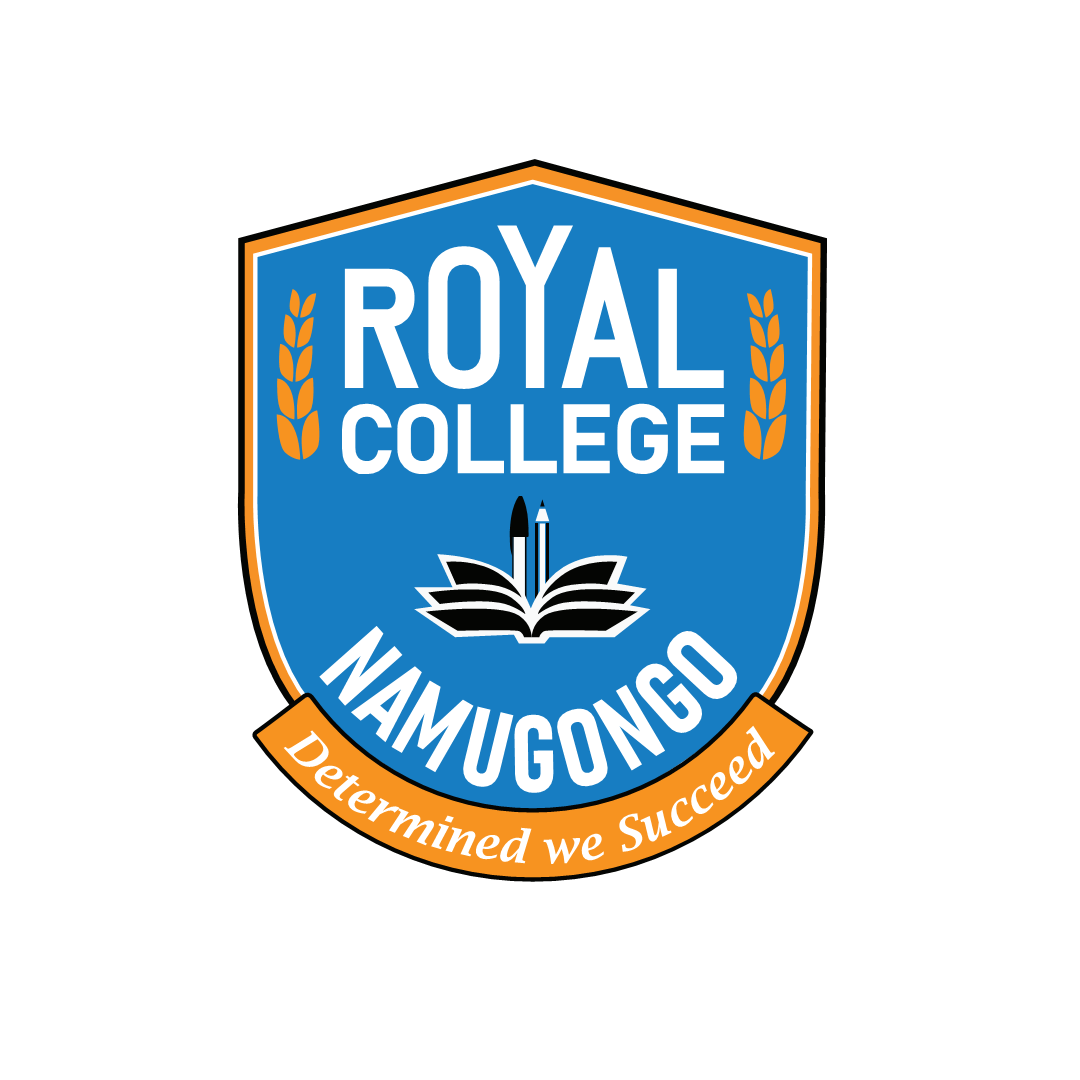 ROYAL
COLLEGE
NAMUGONGO
Determined we Succeed